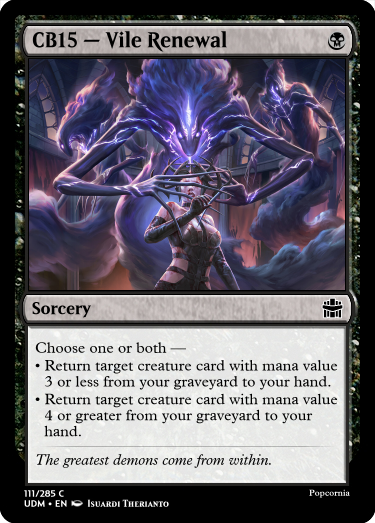 CB15 — Vile Renewal
Sorcery
Choose one or both —
• Return target creature card with mana value
3 or less from your graveyard to your hand.
• Return target creature card with mana value
4 or greater from your graveyard to your
hand.
The greatest demons come from within.
111/285 C
Popcornia
UDM • EN Isuardi Therianto